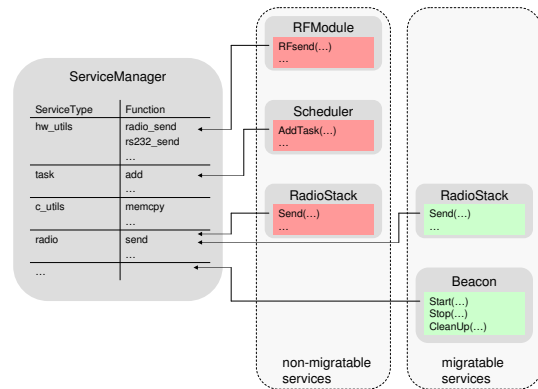 ServiceManager
ServiceType Function
hw_utils radio_send
rs232_send
…
task add
…
c_utils memcpy
…
radio send
…
…
RFModule
RFsend(…)
…
Scheduler
AddTask(…)
…
RadioStack
Send(…)
…
non-migratable
services
RadioStack
Send(…)
…
Beacon
Start(…)
Stop(…)
CleanUp(…)
migratable
services